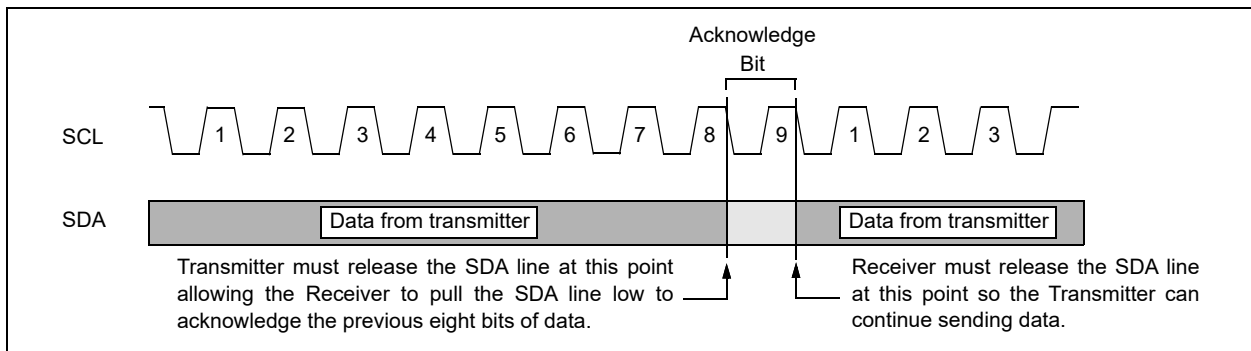 Acknowledge
Bit
SCL
1 2 3 4 5 6 7 8 9 1 2 3
SDA
Data from transmitter
Data from transmitter
Transmitter must release the SDA line at this point
allowing the Receiver to pull the SDA line low to
acknowledge the previous eight bits of data.
Receiver must release the SDA line
at this point so the Transmitter can
continue sending data.